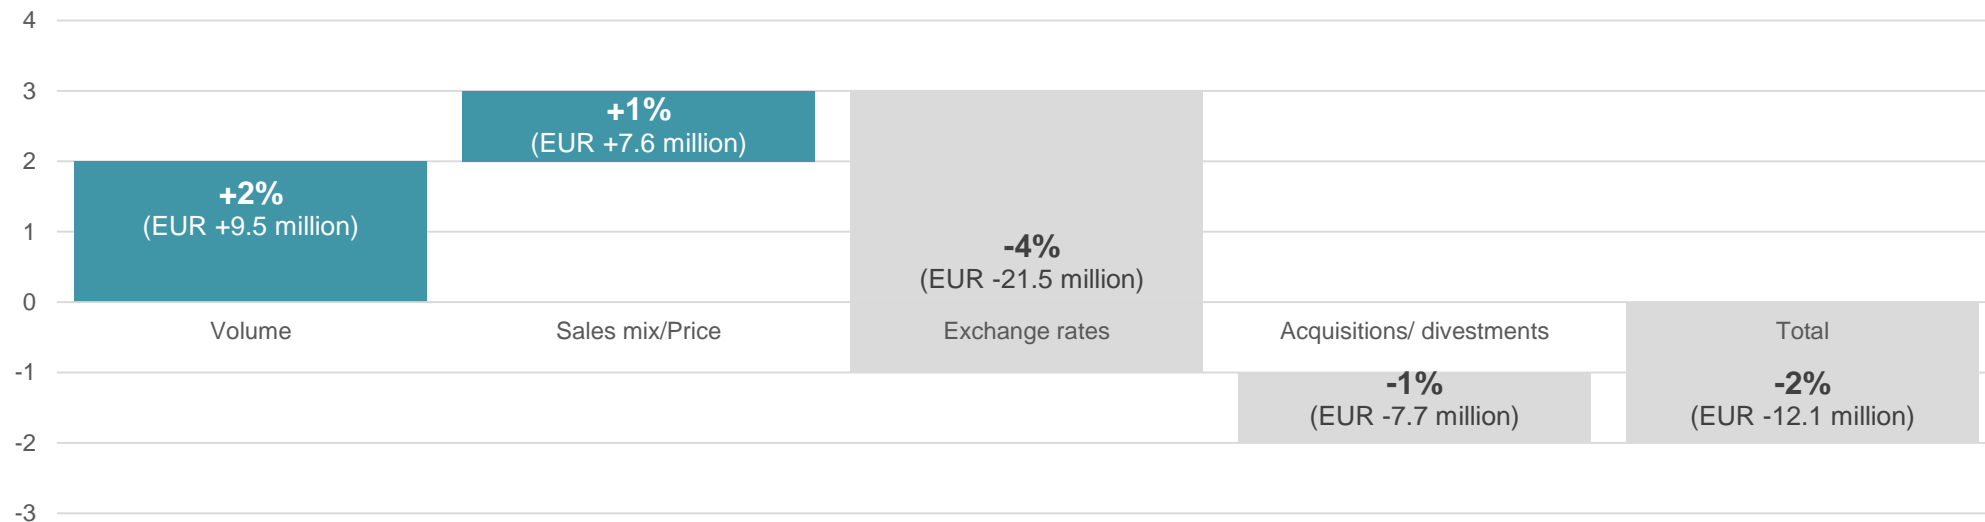 4
3
2
1
0
-1
-2
-3
+2%
(EUR +9.5 million)
+1%
(EUR +7.6 million)
-4%
(EUR -21.5 million)
-1%
(EUR -7.7 million)
-2%
(EUR -12.1 million)
Volume
Sales mix/Price
Exchange rates
Acquisitions/ divestments
Total